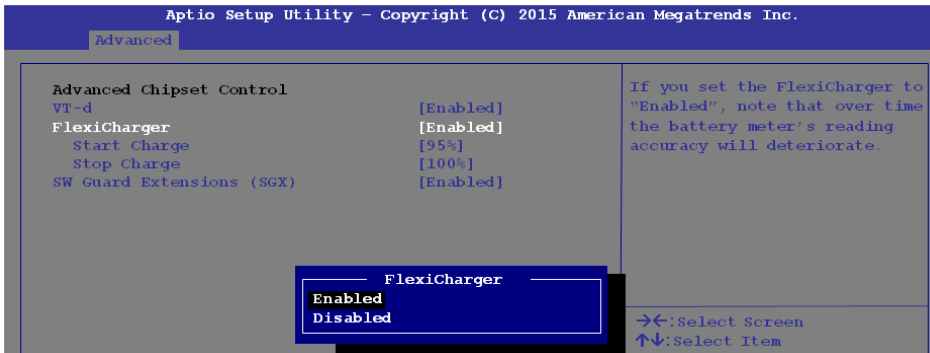 Aptio Setup Utility – Copyright (C) 2015 American Megatrends Inc.
Advanced
Advanced Chipset Control
VT-d [Enabled]
FlexiCharger [Enabled]
Start Charge [95%]
Stop Charge [100%]
SW Guard Extensions (SGX) [Enabled]
If you set the FlexiCharger to
"Enabled", note that over time
the battery meter's reading
accuracy will deteriorate.
FlexiCharger
Enabled
Disabled
→←:Select Screen
↑↓:Select Item